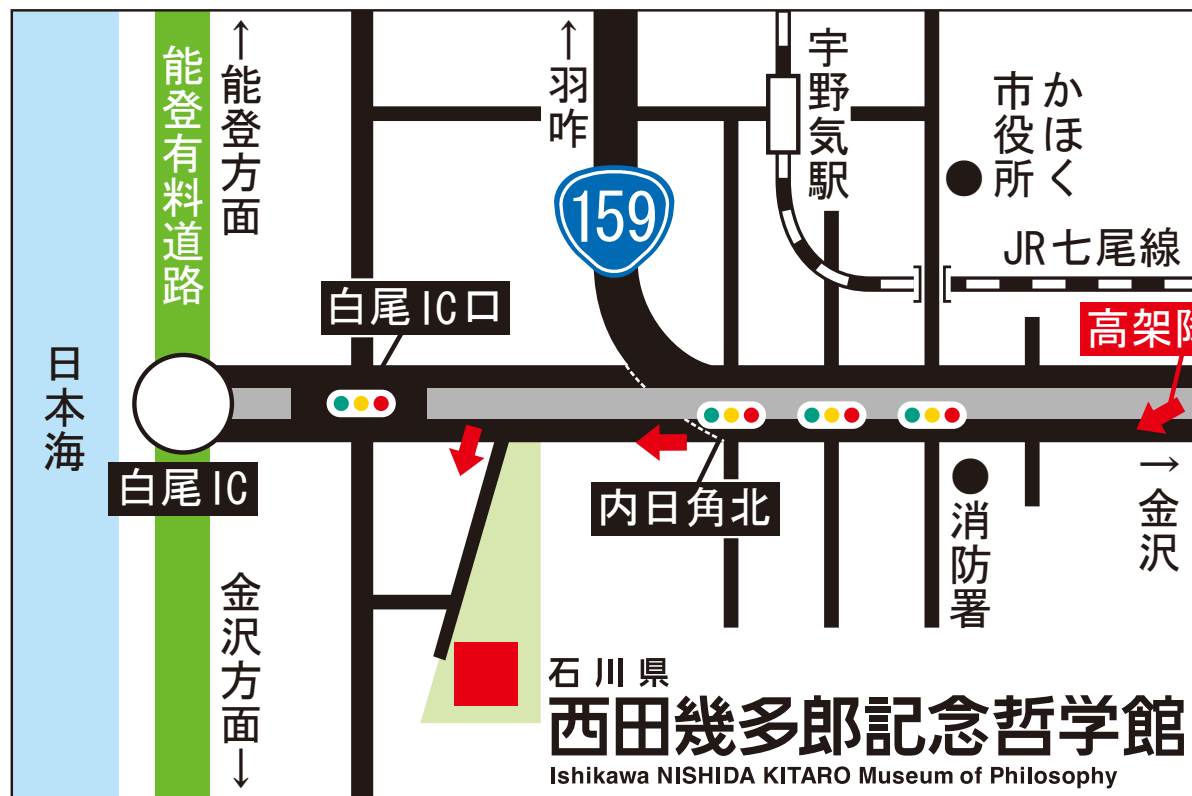 能登有料道路
↑能登方面
↑羽咋
159
宇野気駅
かほく
市役所
JR七尾線
高架
白尾IC口
日本海
白尾IC
内日角北
消防署
→金沢
金沢方面↓
石川県
西田幾多郎記念哲学館
Ishikawa NISHIDA KITARO Museum of Philosophy